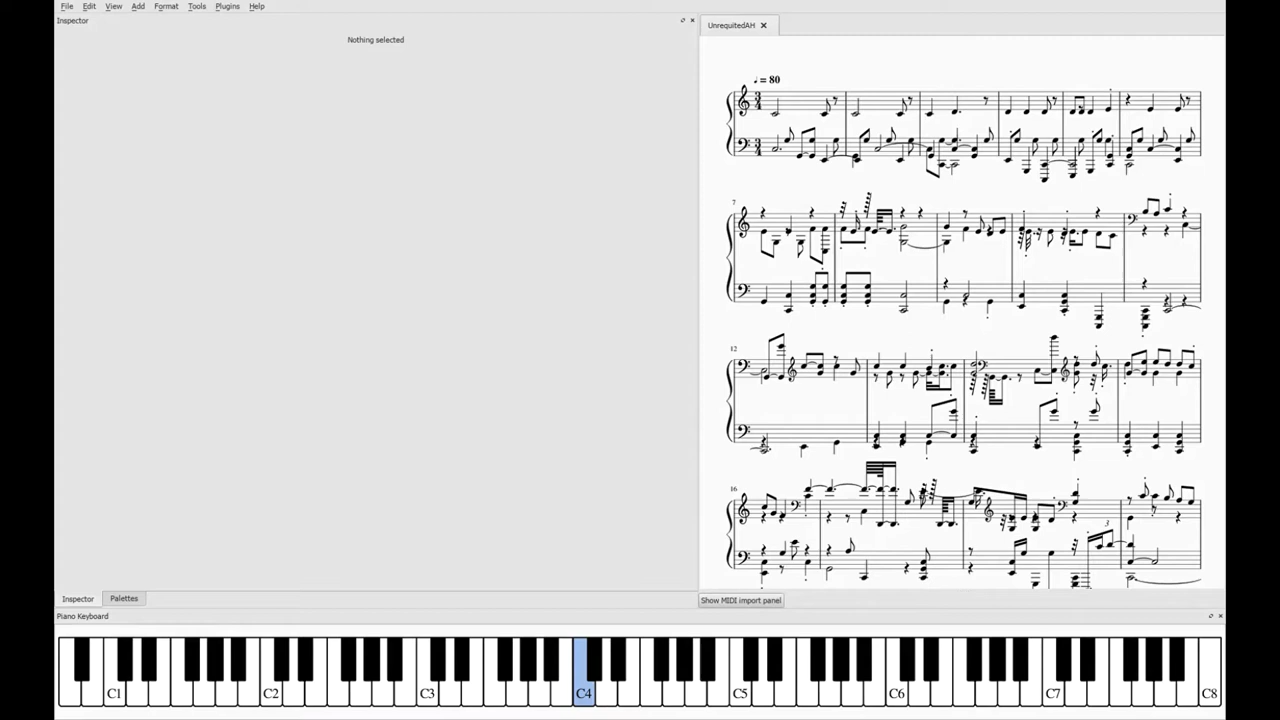 File Edit View Add Format Tools Plugins Help
Inspector
Nothing selected
UnrequitedAH
= 80
7
12
16
3
Inspector Palettes
Show MIDI import panel
Piano Keyboard
C1 C2 C3 C4 C5 C6 C7 C8